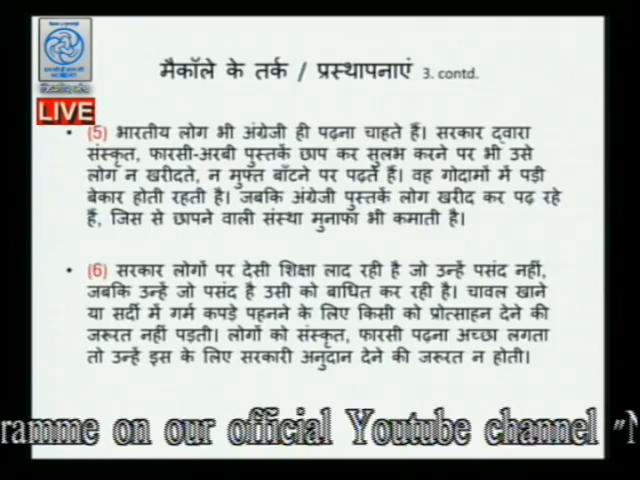 मैकॉले के तर्क / प्रस्थापनाएं 3. contd.
LIVE
• (5) भारतीय लोग भी अंग्रेजी ही पढ़ना चाहते हैं। सरकार द्वारा
संस्कृत, फारसी-अरबी पुस्तकें छाप कर सुलभ करने पर भी उसे
लोग न खरीदते, न मुफ्त बाँटने पर पढ़ते हैं। वह गोदामों में पड़ी
बेकार होती रहती है। जबकि अंग्रेजी पुस्तकें लोग खरीद कर पढ़ रहे
हैं, जिस से छापने वाली संस्था मुनाफा भी कमाती है।
• (6) सरकार लोगों पर देसी शिक्षा लाद रही है जो उन्हें पसंद नहीं,
जबकि उन्हें जो पसंद है उसी को बाधित कर रही है। चावल खाने
या सर्दी में गर्म कपड़े पहनने के लिए किसी को प्रोत्साहन देने की
जरूरत नहीं पड़ती। लोगों को संस्कृत, फारसी पढ़ना अच्छा लगता
तो उन्हें इस के लिए सरकारी अनुदान देने की जरूरत न होती।
ramme on our official Youtube channel "N